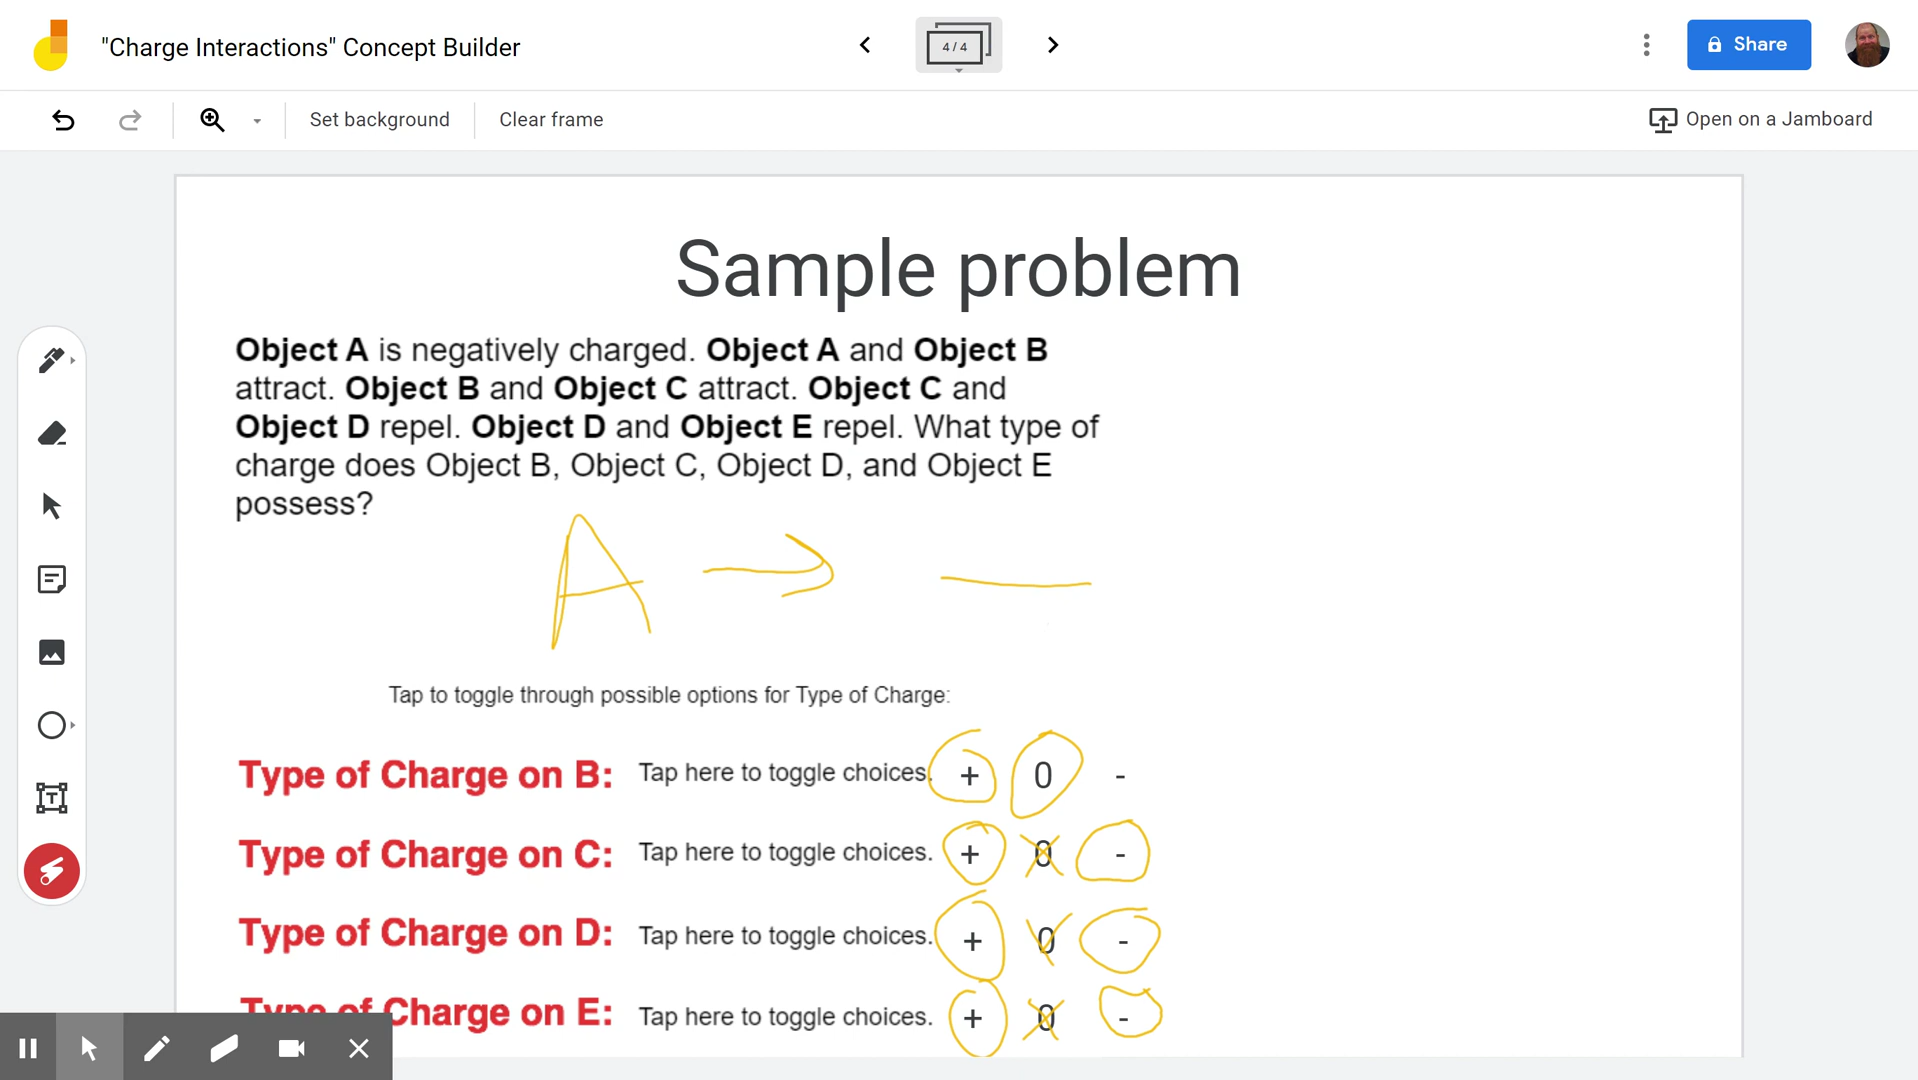 "Charge Interactions" Concept Builder
4 / 4
Share
Set background
Clear frame
Open on a Jamboard
Sample problem
Object A is negatively charged. Object A and Object B
attract. Object B and Object C attract. Object C and
Object D repel. Object D and Object E repel. What type of
charge does Object B, Object C, Object D, and Object E
possess?
A → —
Tap to toggle through possible options for Type of Charge:
Type of Charge on B: Tap here to toggle choices. + 0 -
Type of Charge on C: Tap here to toggle choices. + 0 -
Type of Charge on D: Tap here to toggle choices. + 0 -
Type of Charge on E: Tap here to toggle choices. + 0 -